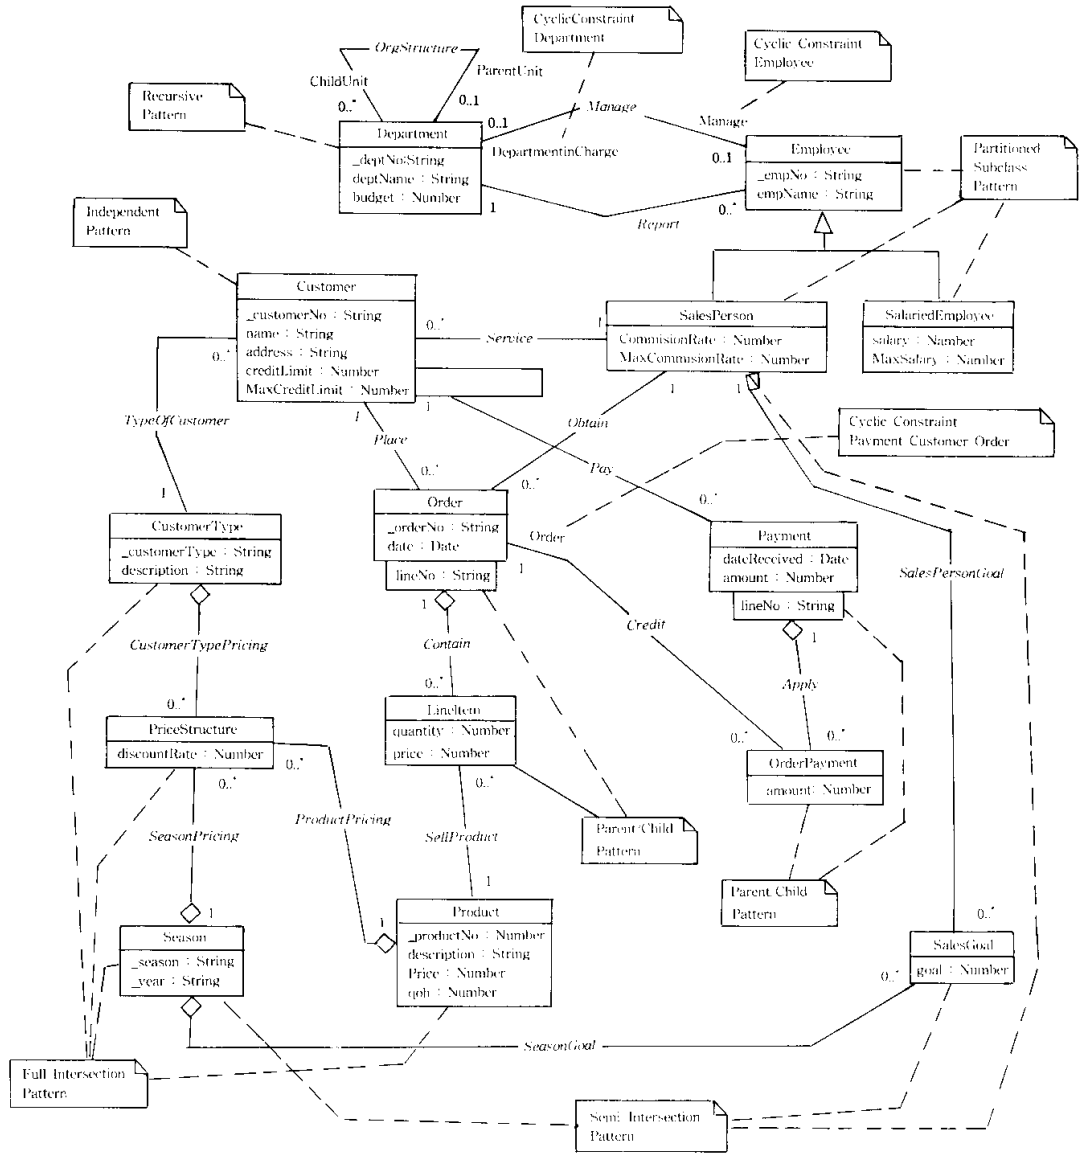 CyclicConstraint
Department
OrgStructure
Cyclic Constraint
Employee
ParentUnit
ChildUnit
Recursive
Pattern
0..*
0..1
0..1
Manage
Manage
Department
DepartmentinCharge
0..1
Employee
Partitioned
Subclass
Pattern
_deptNo:String
deptName : String
budget : Number
_empNo : String
empName : String
1
0..*
Report
Independent
Pattern
Customer
_customerNo : String
name : String
address : String
creditLimit : Number
MaxCreditLimit : Number
0..*
Service
1
SalesPerson
CommisionRate : Number
MaxCommisionRate : Number
SalariedEmployee
salary : Namber
MaxSalary : Namber
0..*
TypeOfCustomer
1
1
1
1
Place
Obtain
Cyclic Constraint
Payment Customer Order
Pay
0..*
0..*
0..*
1
CustomerType
_customerType : String
description : String
Order
_orderNo : String
date : Date
lineNo : String
Order
1
Payment
dateReceived : Date
amount : Number
lineNo : String
SalesPersonGoal
1
1
CustomerTypePricing
Contain
Credit
Apply
0..*
0..*
0..*
0..*
PriceStructure
discountRate : Number
LineItem
quantity : Number
price : Number
OrderPayment
amount: Number
0..*
0..*
0..*
SeasonPricing
ProductPricing
SellProduct
Parent/Child
Pattern
Parent Child
Pattern
1
1
1
Season
_season : String
_year : String
Product
_productNo : Number
description : String
Price : Number
qoh : Number
0..*
SalesGoal
goal : Number
0..*
SeasonGoal
Full Intersection
Pattern
Semi Intersection
Pattern